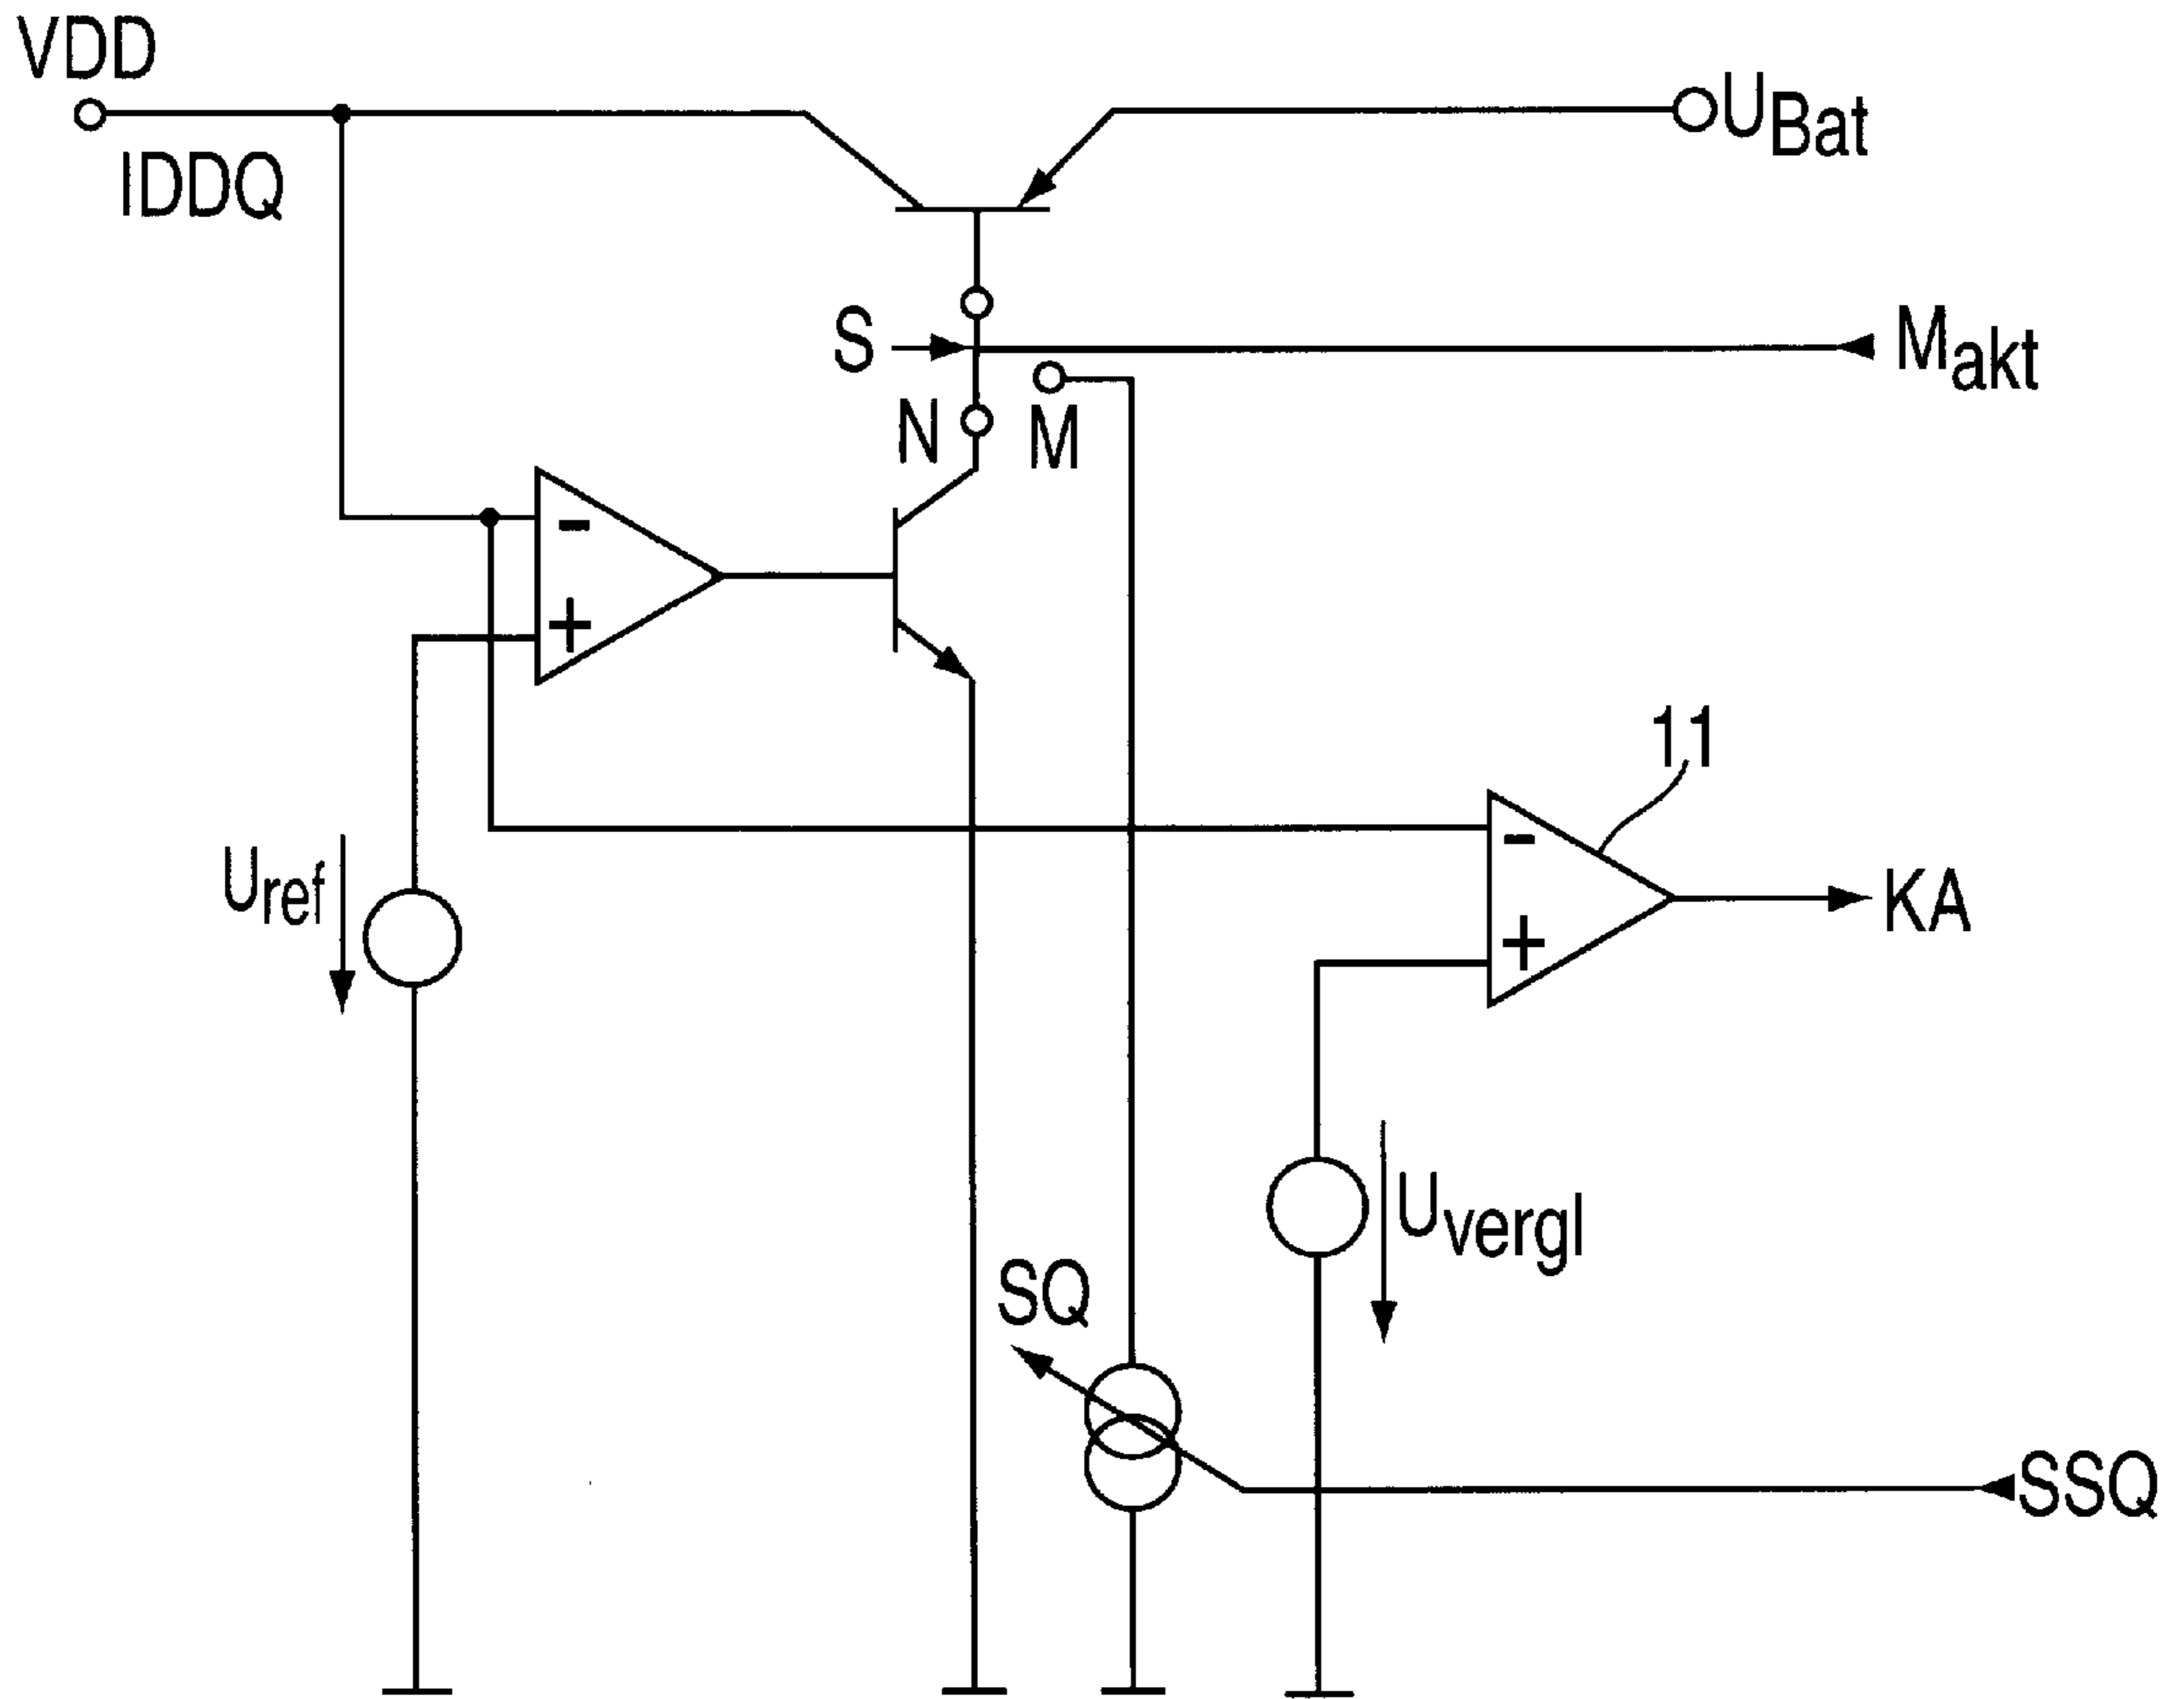 VDD
UBat
IDDQ
S
Makt
N
M
-
+
11
Uref
-
+
KA
Uvergl
SQ
SSQ